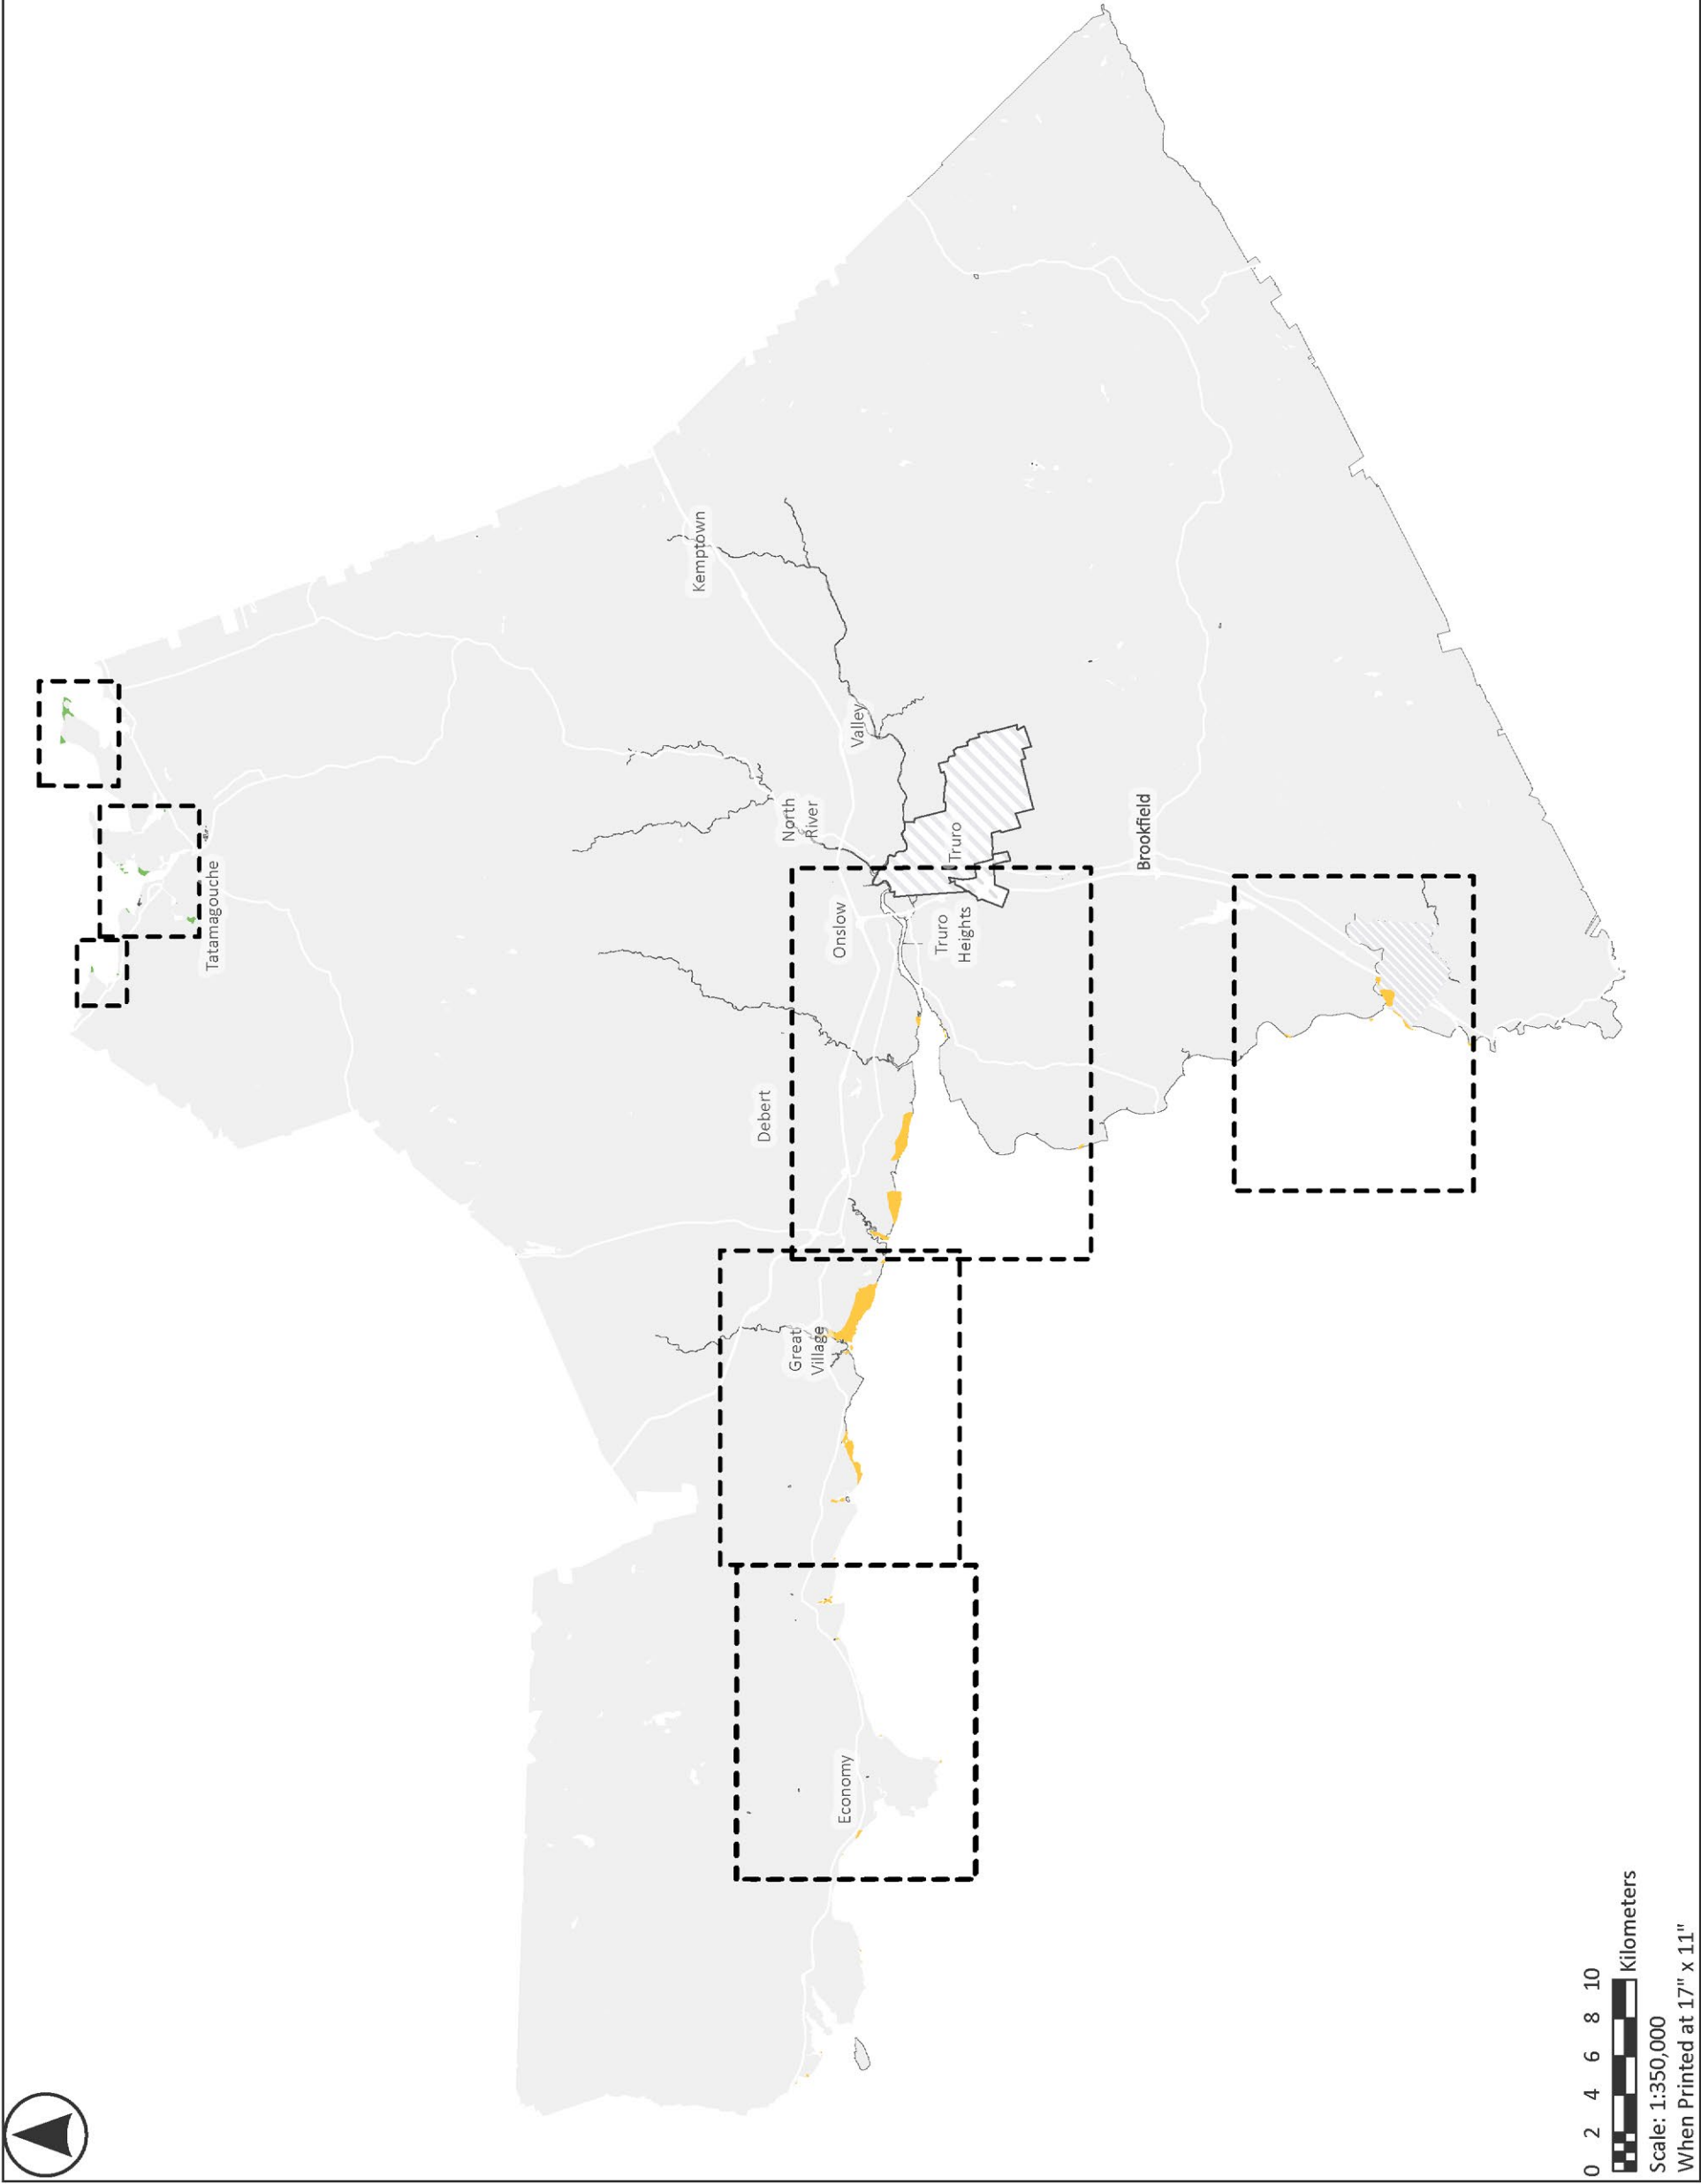 Tatamagouche
Kemptown
Valley
North
River
Truro
Onslow
Truro
Heights
Brookfield
Debert
Great
Village
Economy
0 2 4 6 8 10
Kilometers
Scale: 1:350,000
When Printed at 17" x 11"